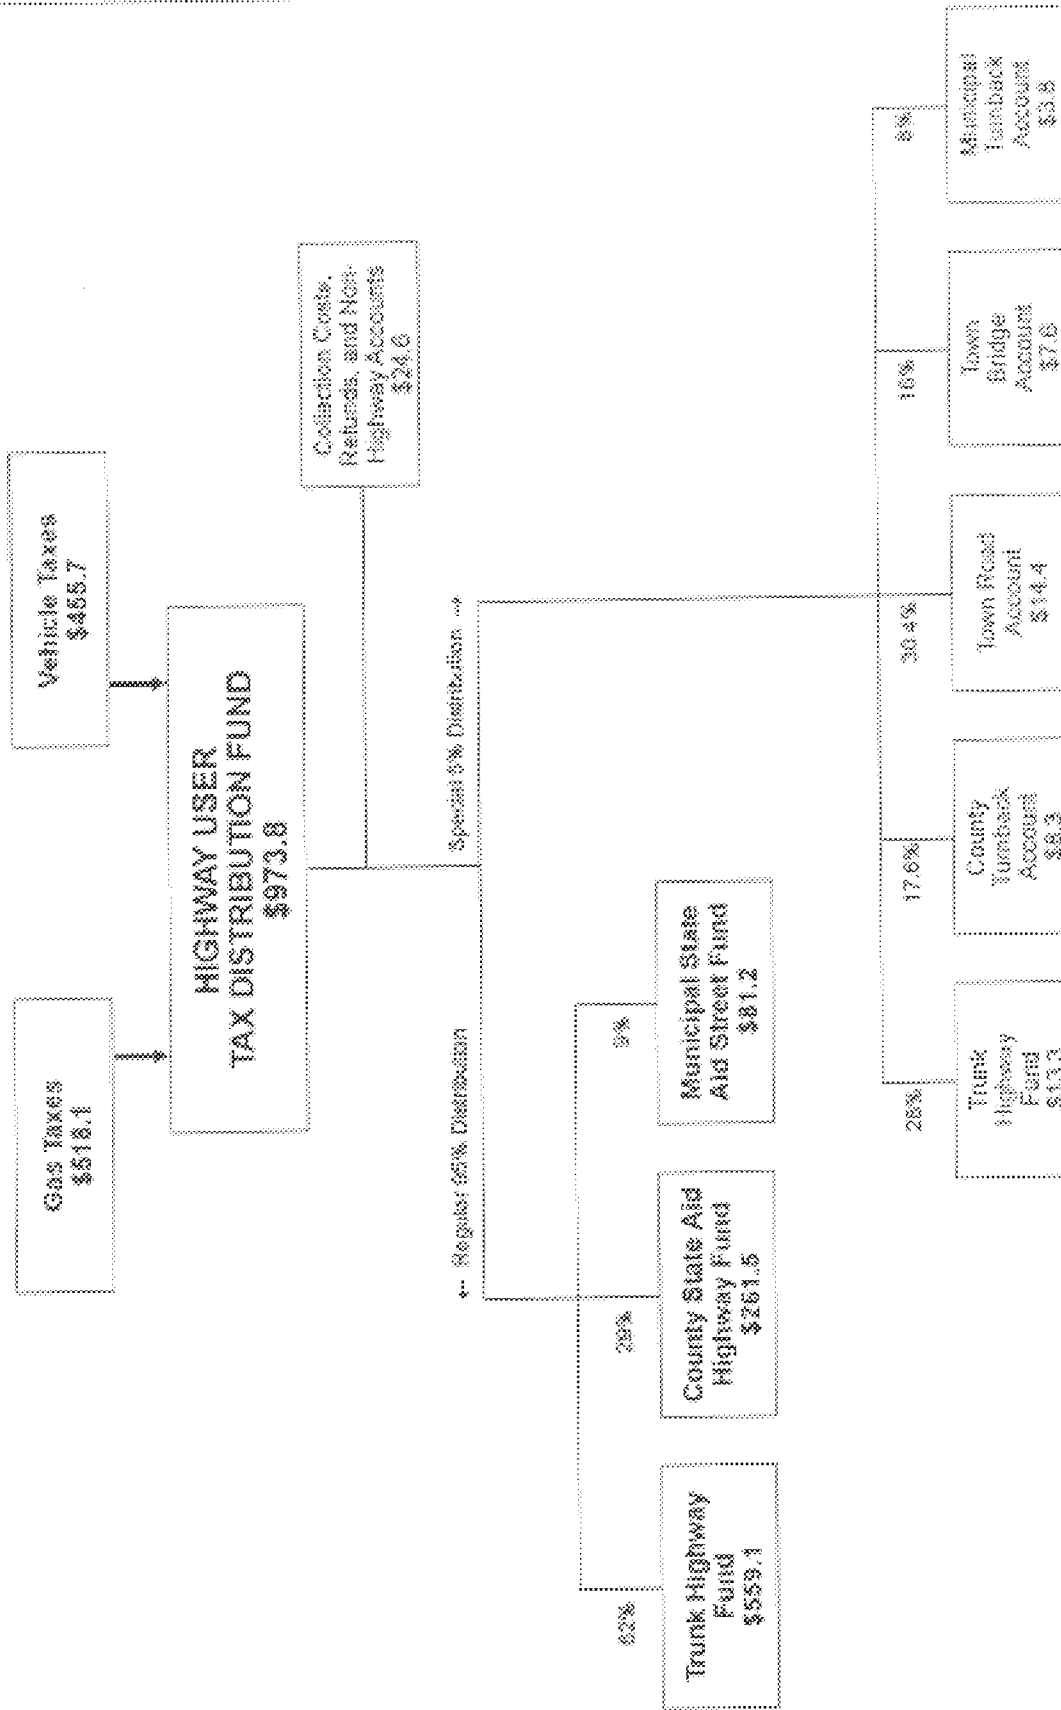 Gas Taxes
$518.1
Vehicle Taxes
$455.7
HIGHWAY USER
TAX DISTRIBUTION FUND
$973.8
Collection Costs,
Refunds, and Non-
Highway Accounts
$24.6
← Regular 95% Distribution
Special 5% Distribution →
62%
29%
9%
Trunk Highway
Fund
$559.1
County State Aid
Highway Fund
$261.5
Municipal State
Aid Street Fund
$81.2
28%
17.6%
30.4%
16%
8%
Trunk
Highway
Fund
$13.3
County
Turnback
Account
$8.3
Town Road
Account
$14.4
Town
Bridge
Account
$7.6
Municipal
Turnback
Account
$3.8